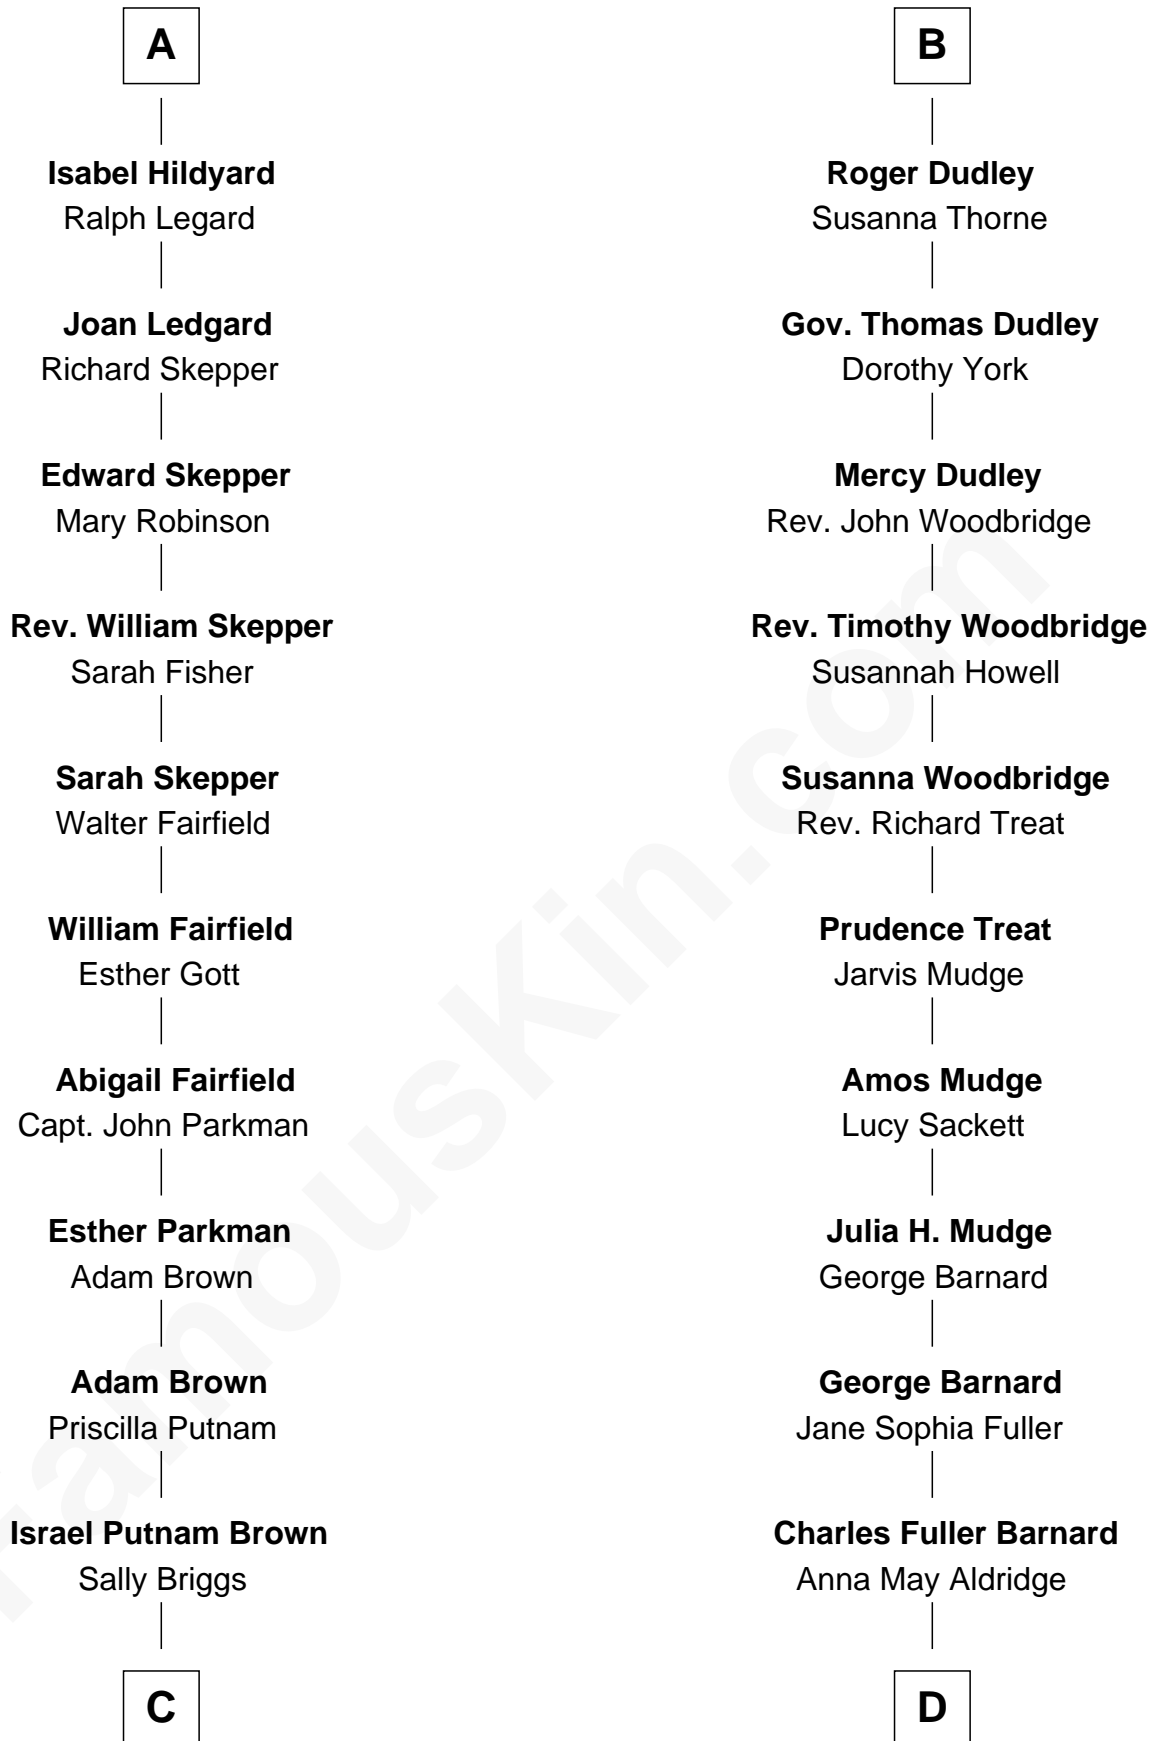 A
Isabel Hildyard
Ralph Legard
Joan Ledgard
Richard Skepper
Edward Skepper
Mary Robinson
Rev. William Skepper
Sarah Fisher
Sarah Skepper
Walter Fairfield
William Fairfield
Esther Gott
Abigail Fairfield
Capt. John Parkman
Esther Parkman
Adam Brown
Adam Brown
Priscilla Putnam
Israel Putnam Brown
Sally Briggs
C
B
Roger Dudley
Susanna Thorne
Gov. Thomas Dudley
Dorothy York
Mercy Dudley
Rev. John Woodbridge
Rev. Timothy Woodbridge
Susannah Howell
Susanna Woodbridge
Rev. Richard Treat
Prudence Treat
Jarvis Mudge
Amos Mudge
Lucy Sackett
Julia H. Mudge
George Barnard
George Barnard
Jane Sophia Fuller
Charles Fuller Barnard
Anna May Aldridge
D
FamousKin.com